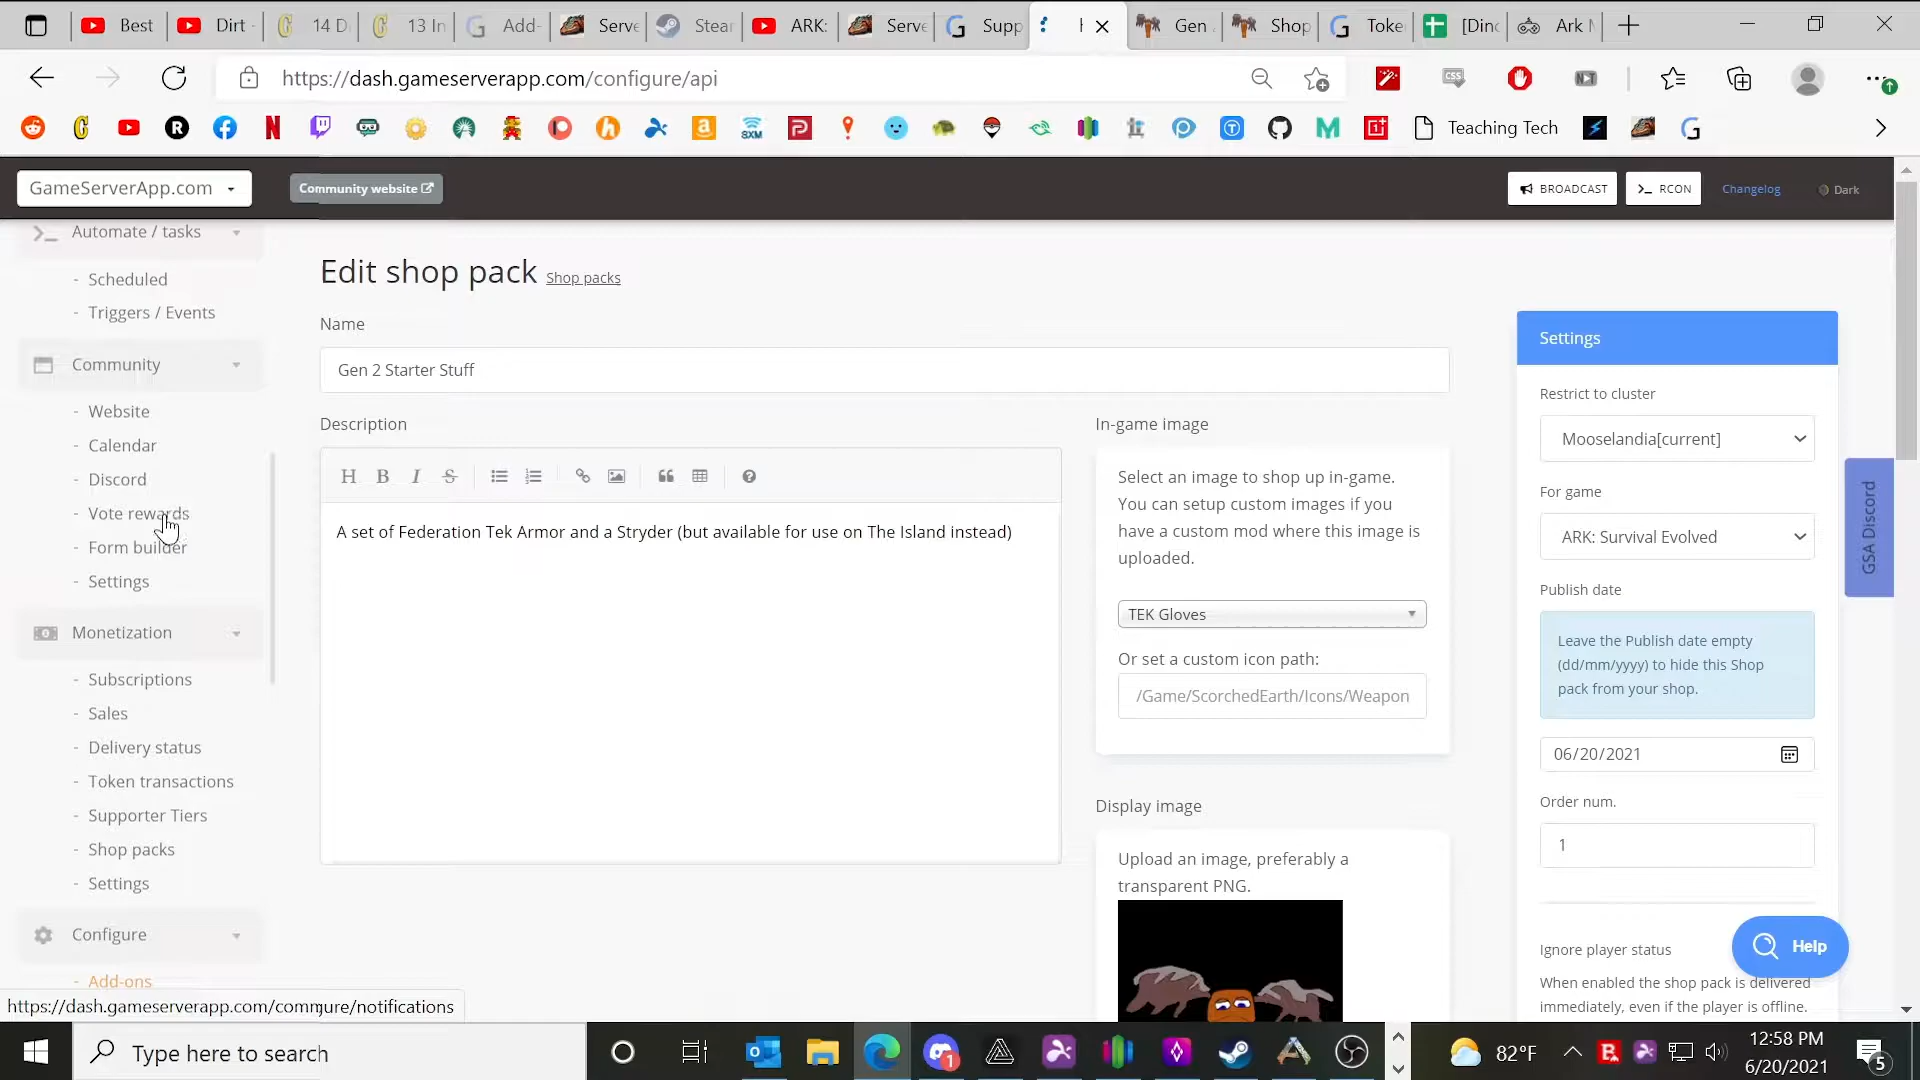 Best
Dirt
14 D
13 In
Add-
Serve
Stear
ARK:
Serve
Supp
Gen
Shop
Toke
[Dinc
Ark M
https://dash.gameserverapp.com/configure/api
Teaching Tech
GameServerApp.com
Community website
BROADCAST
RCON
Changelog
Dark
Automate / tasks
- Scheduled
- Triggers / Events
Community
- Website
- Calendar
- Discord
- Vote rewards
- Form builder
- Settings
Monetization
- Subscriptions
- Sales
- Delivery status
- Token transactions
- Supporter Tiers
- Shop packs
- Settings
Configure
- Add-ons
Edit shop pack Shop packs
Name
Gen 2 Starter Stuff
Description
A set of Federation Tek Armor and a Stryder (but available for use on The Island instead)
In-game image
Select an image to shop up in-game.
You can setup custom images if you
have a custom mod where this image is
uploaded.
TEK Gloves
Or set a custom icon path:
/Game/ScorchedEarth/Icons/Weapon
Display image
Upload an image, preferably a
transparent PNG.
Settings
Restrict to cluster
Mooselandia[current]
For game
ARK: Survival Evolved
Publish date
Leave the Publish date empty
(dd/mm/yyyy) to hide this Shop
pack from your shop.
06/20/2021
Order num.
1
Ignore player status
When enabled the shop pack is delivered
immediately, even if the player is offline.
GSA Discord
Help
Type here to search
82°F
12:58 PM
6/20/2021
5